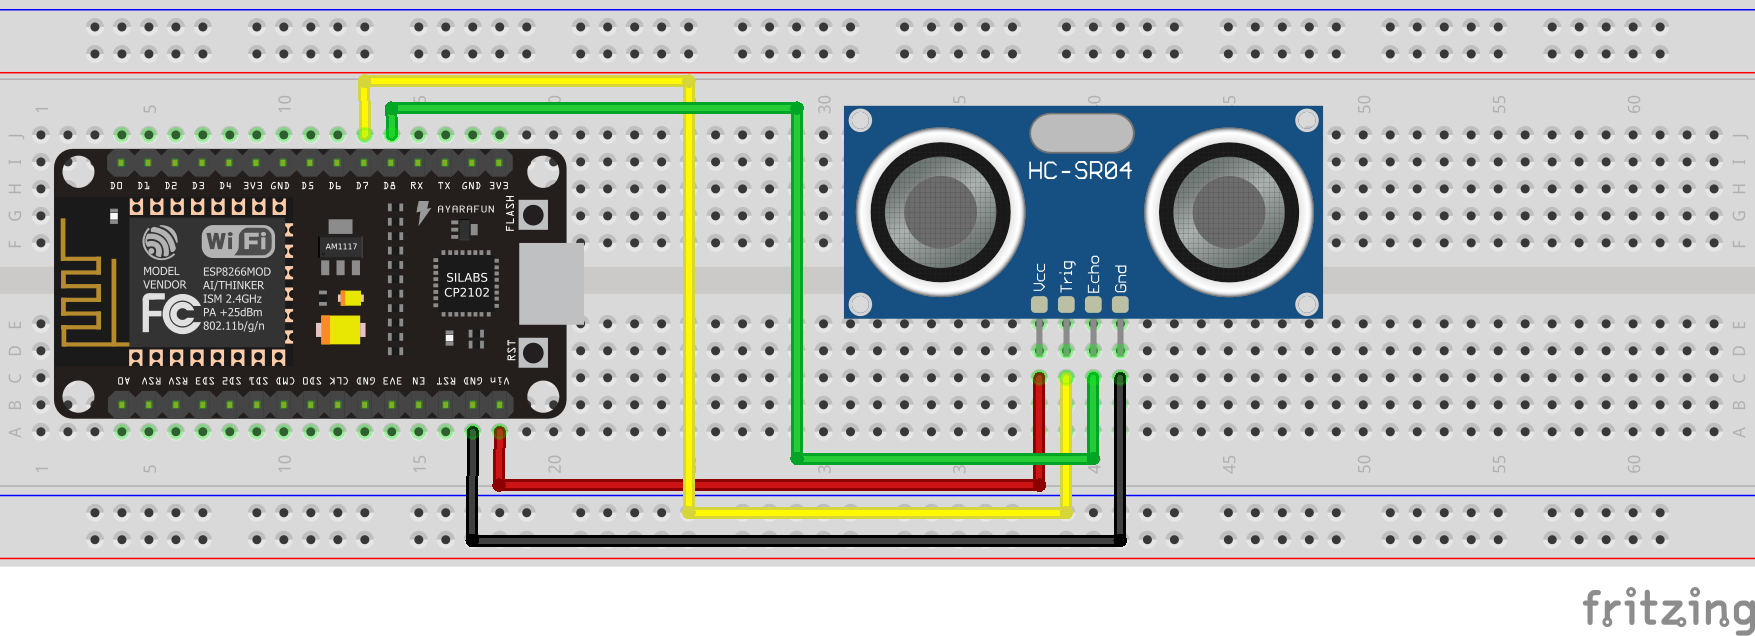 1 5 10 15 20 30 35 40 45 50 55 60
J J
I I
H H
G G
F F
D0 D1 D2 D3 D4 3V3 GND D5 D6 D7 D8 RX TX GND 3V3
AYARAFUN
FLASH
WiFi
AM1117
MODEL
VENDOR
ESP8266MOD
AI/THINKER
ISM 2.4GHz
PA +25dBm
802.11b/g/n
FC
SILABS
CP2102
RST
A0 RSV RSV SD3 SD2 SD1 CMD SD0 CLK GND 3V3 EN RST GND Vin
HC-SR04
Vcc Trig Echo Gnd
E E
D D
C C
B B
A A
1 5 10 15 20 30 35 40 45 50 55 60
fritzing